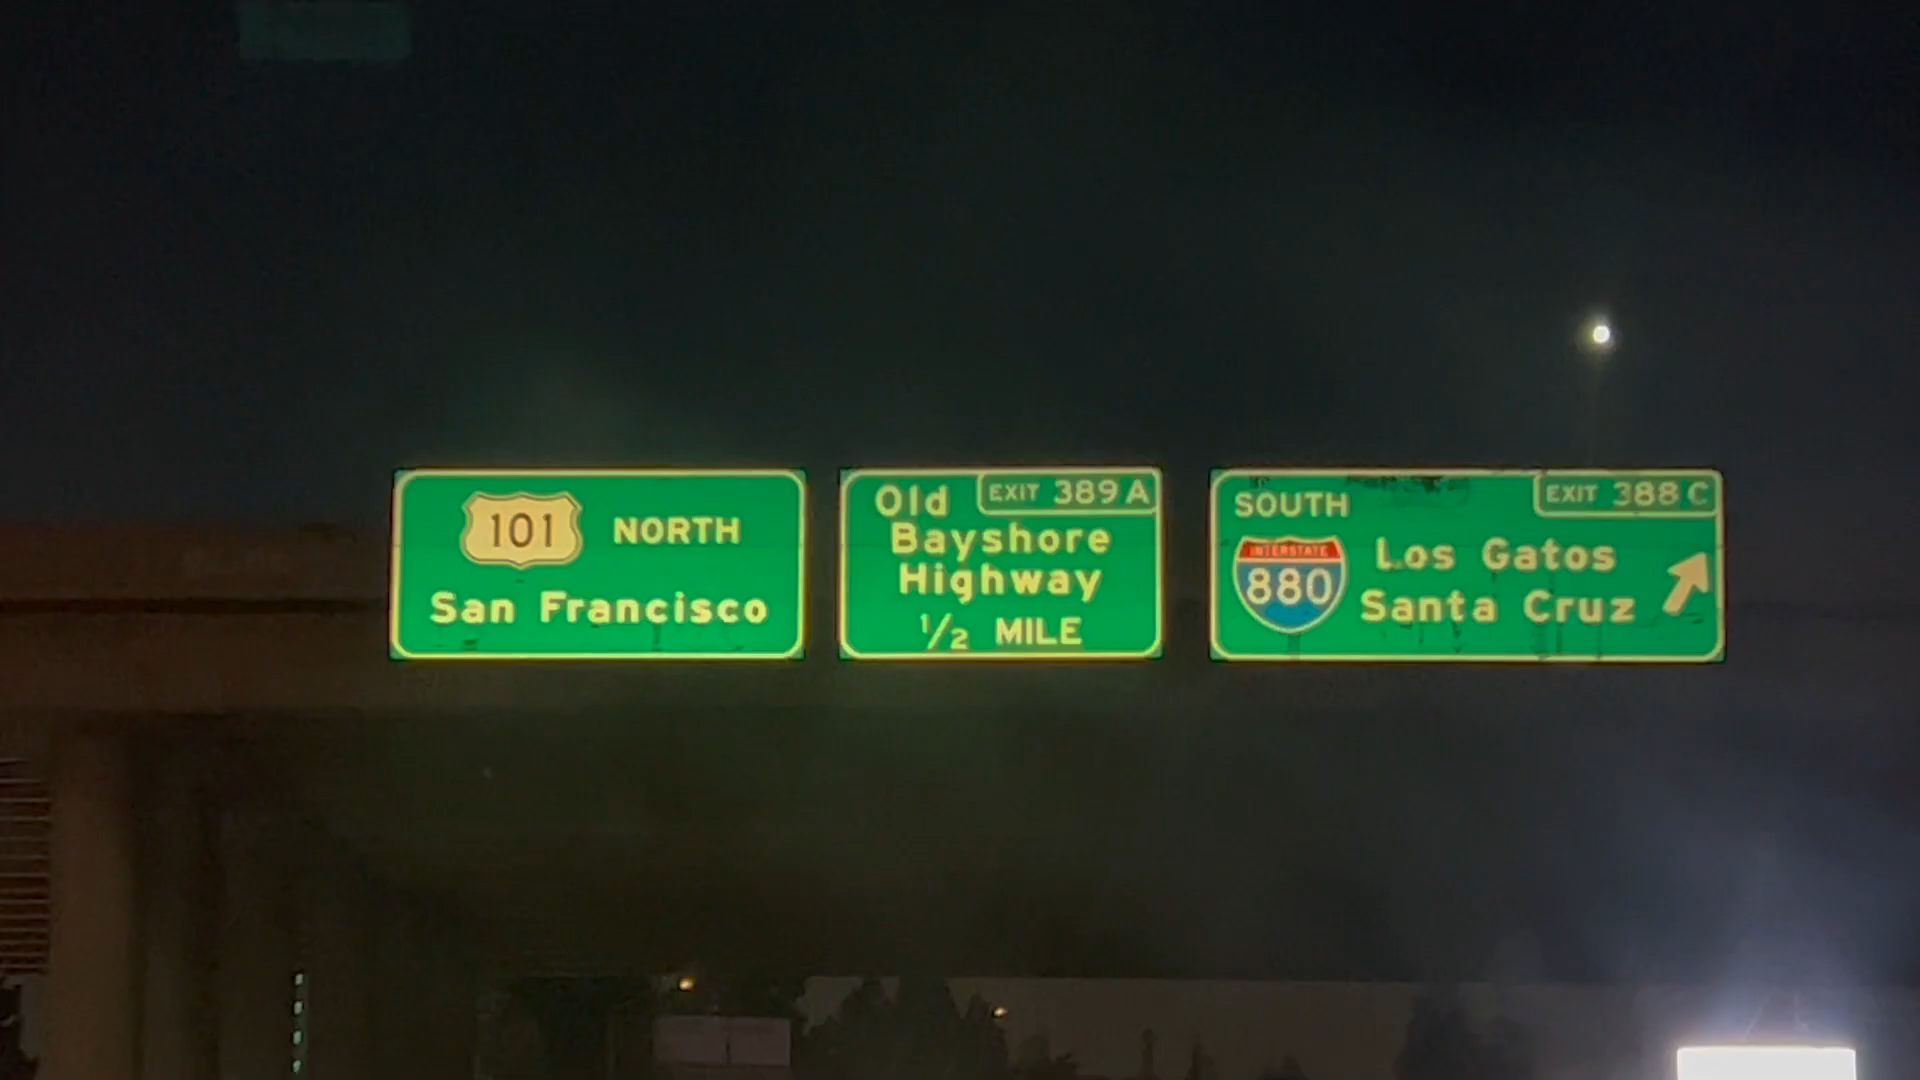 101 NORTH
San Francisco
Old EXIT 389 A
Bayshore
Highway
1/2 MILE
SOUTH EXIT 388 C
INTERSTATE
880
Los Gatos
Santa Cruz